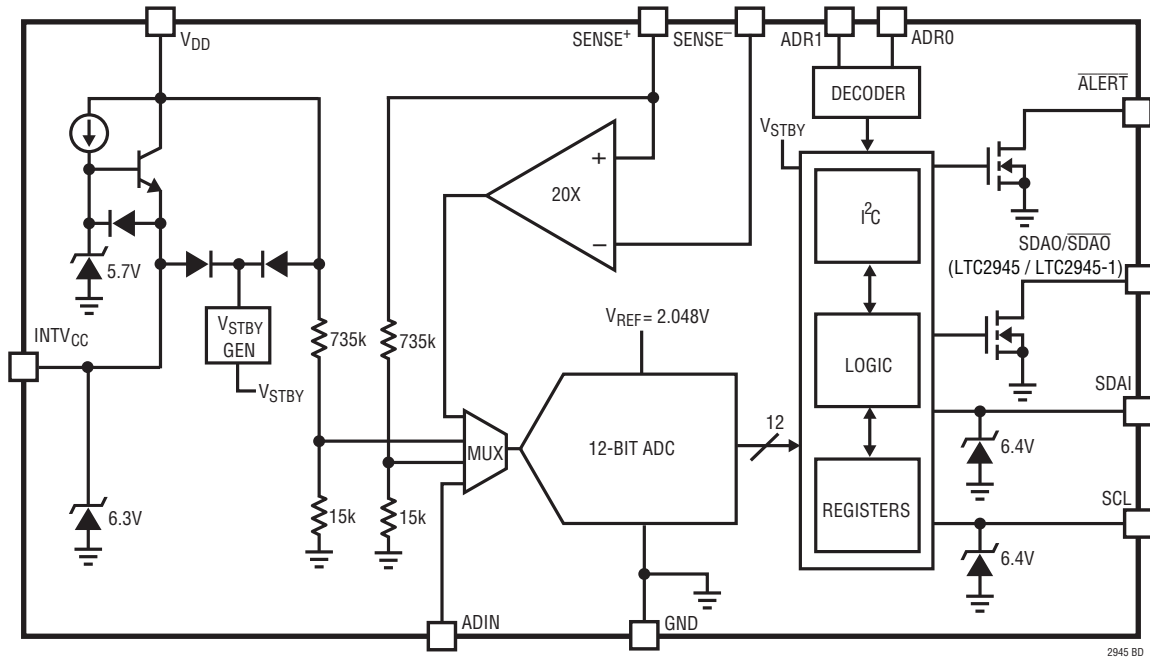 VDD
SENSE+
SENSE−
ADR1
ADR0
DECODER
ALERT
VSTBY
20X
I2C
SDAO/SDAO
(LTC2945 / LTC2945-1)
5.7V
INTVCC
VSTBY
GEN
735k
735k
VREF = 2.048V
LOGIC
VSTBY
SDAI
12
MUX
12-BIT ADC
6.4V
SCL
REGISTERS
6.3V
15k
15k
6.4V
ADIN
GND
2945 BD